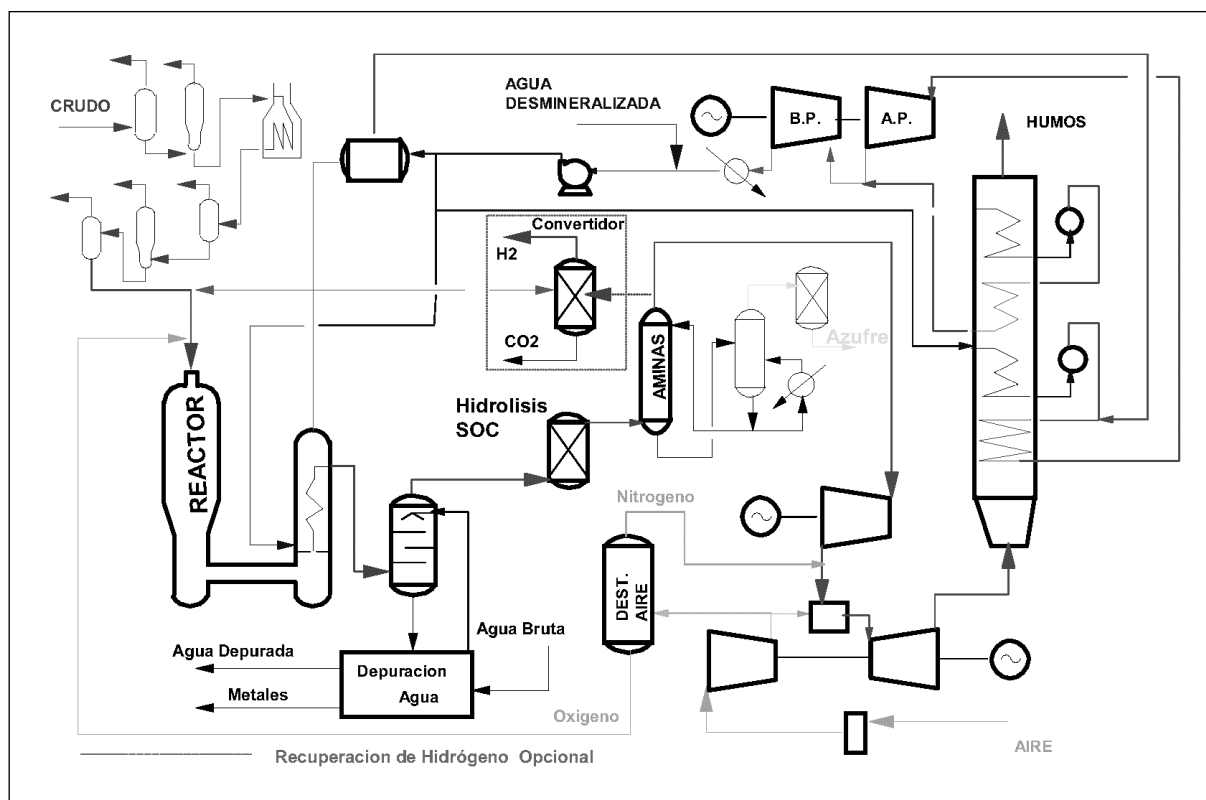 CRUDO
AGUA
DESMINERALIZADA
B.P.
A.P.
HUMOS
Convertidor
H2
CO2
AMINAS
Azufre
REACTOR
Hidrolisis
SOC
Nitrogeno
DEST.
AIRE
Agua Bruta
Agua Depurada
Depuracion
Agua
Metales
Oxigeno
AIRE
Recuperacion de Hidrógeno Opcional